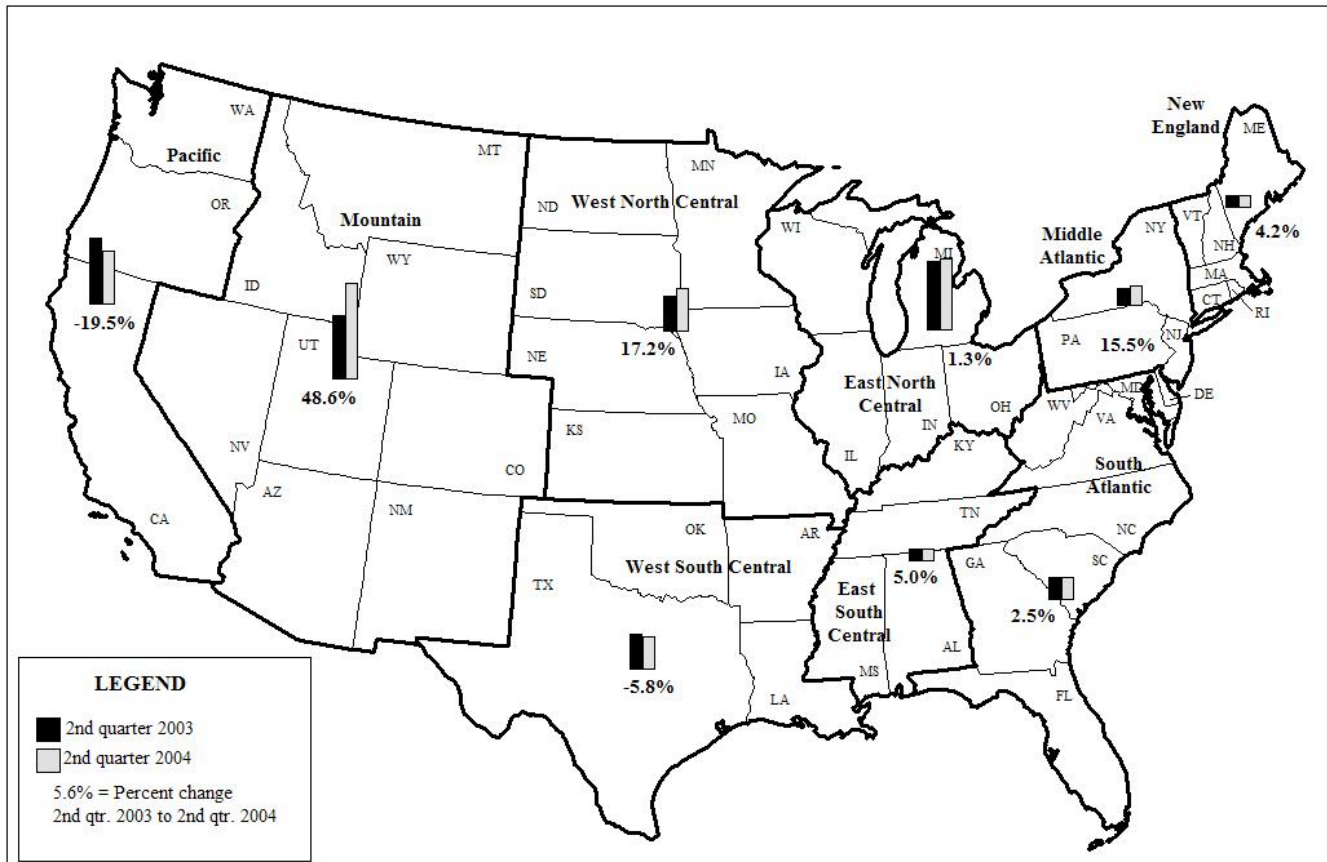 New
England
ME
WA
MT
Pacific
MN
ND
West North Central
OR
Mountain
WI
VT
NY
4.2%
Middle
Atlantic
NH
MI
WY
MA
ID
SD
CT
RI
-19.5%
17.2%
PA
15.5%
NJ
UT
NE
1.3%
IA
East North
Central
48.6%
MD
DE
WV
OH
VA
MO
IN
KS
NV
IL
KY
CO
South
Atlantic
AZ
NM
CA
TN
OK
AR
NC
GA
SC
West South Central
TX
5.0%
East
South
Central
2.5%
AL
MS
-5.8%
LA
FL
LEGEND
2nd quarter 2003
2nd quarter 2004
5.6% = Percent change
2nd qtr. 2003 to 2nd qtr. 2004